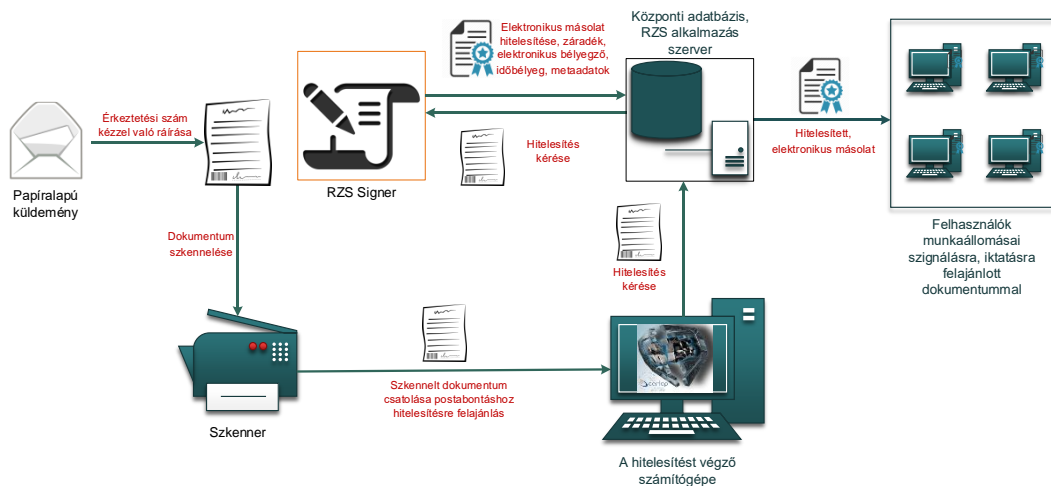 Elektronikus másolat
hitelesítése, záradék,
elektronikus bélyegző,
időbélyeg, metaadatok
Központi adatbázis,
RZS alkalmazás
szerver
Érkeztetési szám
kézzel való ráírása
Hitelesítés
kérése
Hitelesített,
elektronikus másolat
Papíralapú
küldemény
RZS Signer
Dokumentum
szkennelése
Hitelesítés
kérése
Felhasználók
munkaállomásai
szignálásra, iktatásra
felajánlott
dokumentummal
Szkennelt dokumentum
csatolása postabontáshoz
hitelesítésre felajánlás
Szkenner
A hitelesítést végző
számítógépe